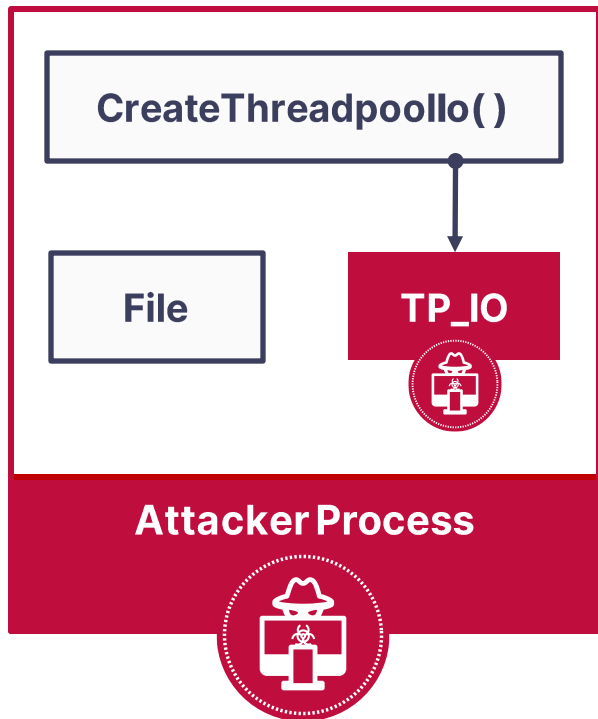 CreateThreadpoolIo( )
File
TP_IO
Attacker Process